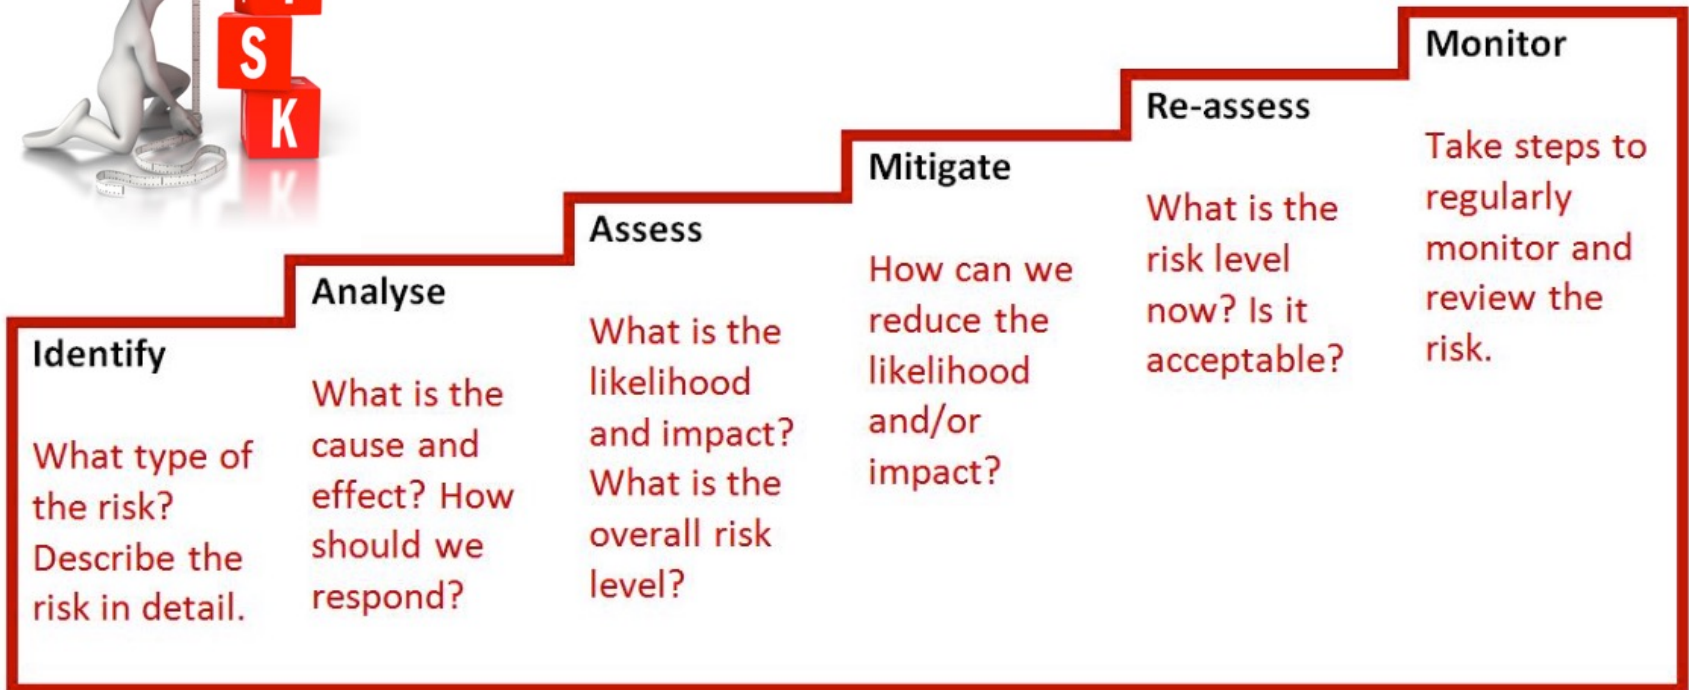 S
K
Identify
What type of
the risk?
Describe the
risk in detail.
Analyse
What is the
cause and
effect? How
should we
respond?
Assess
What is the
likelihood
and impact?
What is the
overall risk
level?
Mitigate
How can we
reduce the
likelihood
and/or
impact?
Re-assess
What is the
risk level
now? Is it
acceptable?
Monitor
Take steps to
regularly
monitor and
review the
risk.